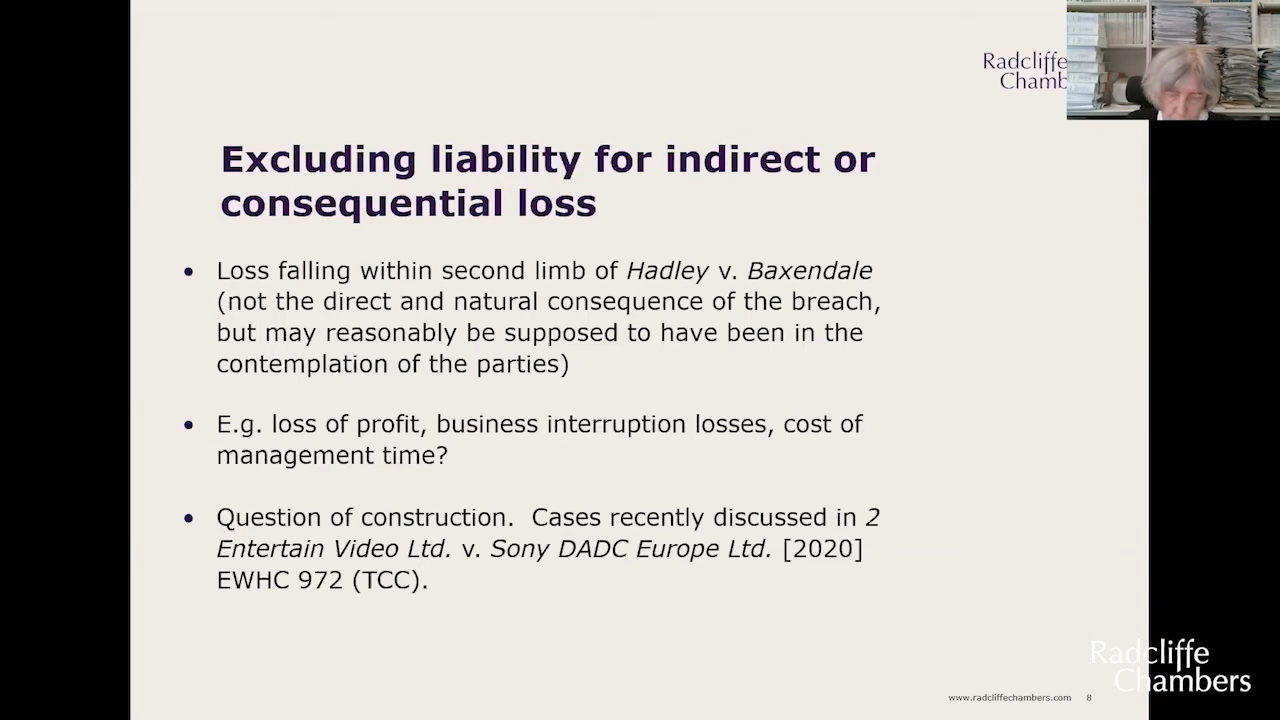 Radcliffe
Chamb
Excluding liability for indirect or
consequential loss
• Loss falling within second limb of Hadley v. Baxendale
(not the direct and natural consequence of the breach,
but may reasonably be supposed to have been in the
contemplation of the parties)
• E.g. loss of profit, business interruption losses, cost of
management time?
• Question of construction.  Cases recently discussed in 2
Entertain Video Ltd. v. Sony DADC Europe Ltd. [2020]
EWHC 972 (TCC).
Radcliffe
Chambers
www.radcliffechambers.com 8